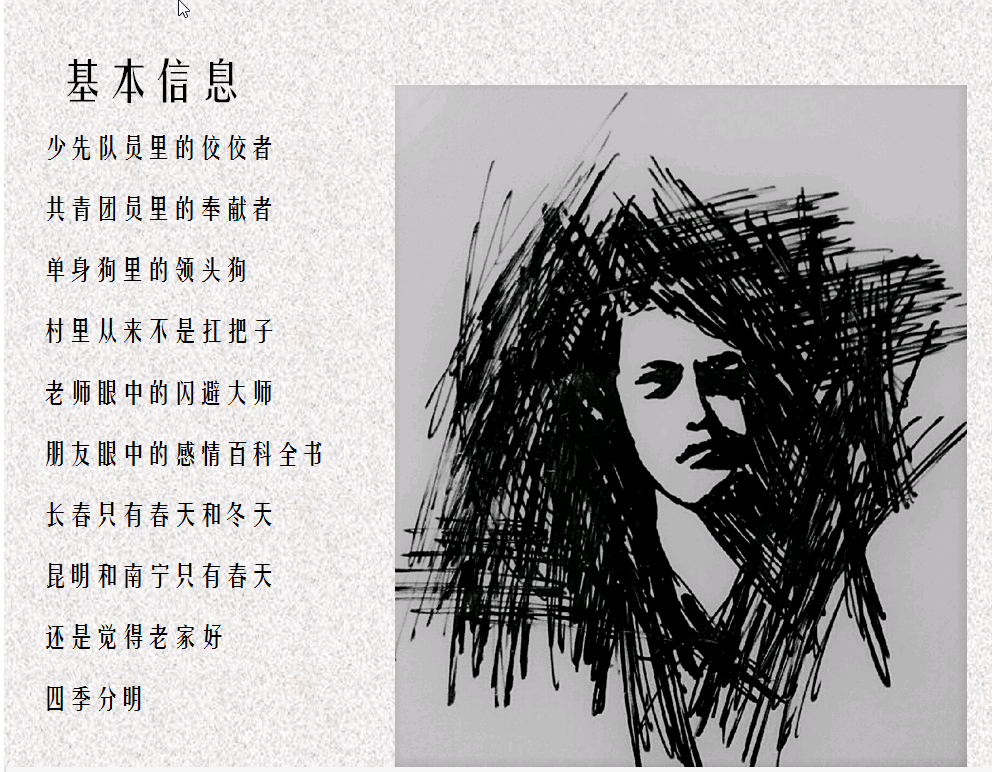 基本信息
少先队员里的佼佼者
共青团员里的奉献者
单身狗里的领头狗
村里从来不是扛把子
老师眼中的闪避大师
朋友眼中的感情百科全书
长春只有春天和冬天
昆明和南宁只有春天
还是觉得老家好
四季分明